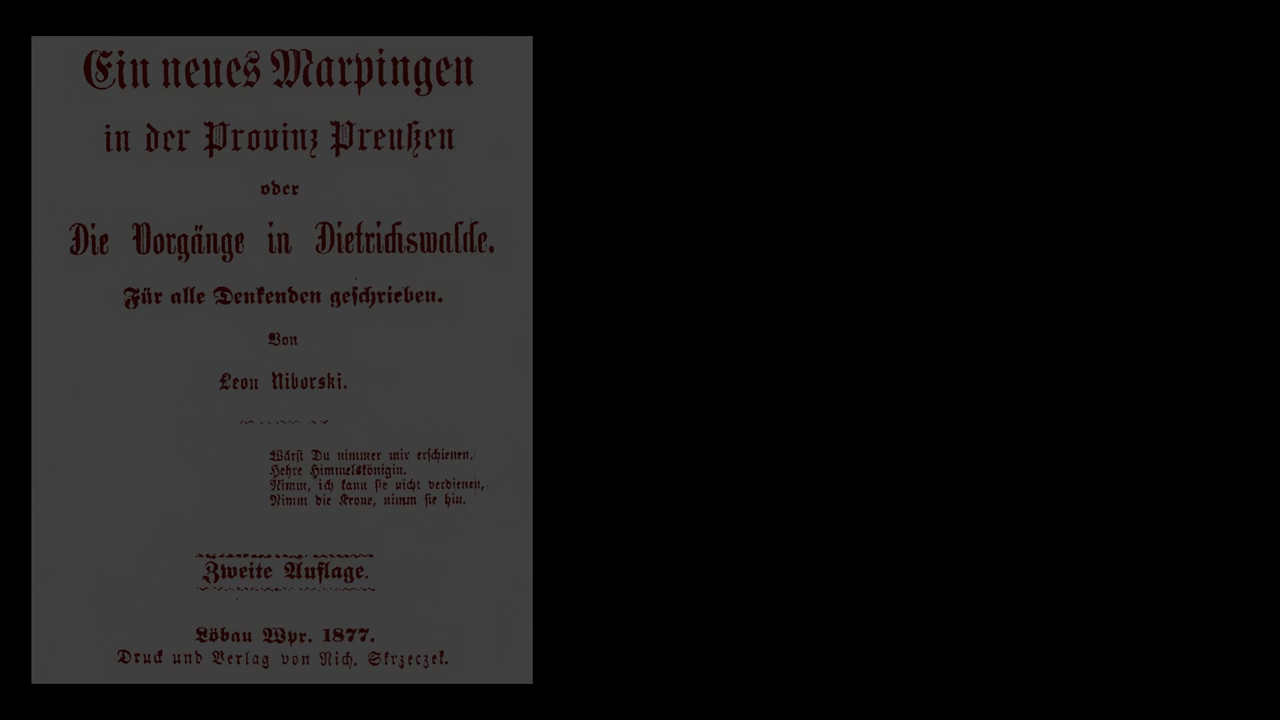 Ein neues Marpingen
in der Provinz Preußen
oder
Die Vorgänge in Dietrichswalde.
Für alle Denkenden geschrieben.
Von
Leon Niborski.
Wärst Du nimmer mir erschienen,
Hehre Himmelskönigin.
Nimm, ich kann sie nicht verdienen,
Nimm die Krone, nimm sie hin.
Zweite Auflage.
Löbau Wpr. 1877.
Druck und Verlag von Rich. Skrzeczek.